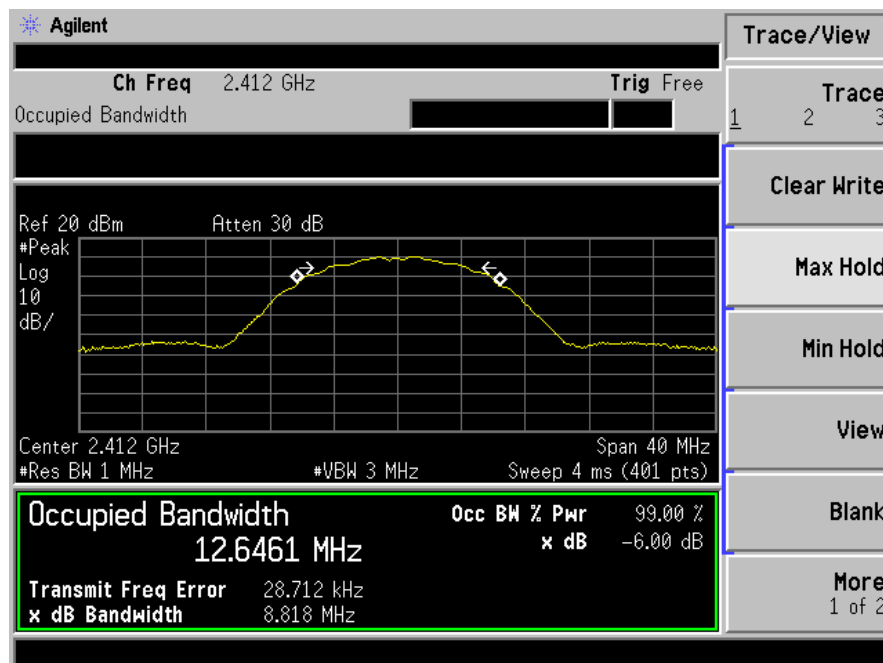 Agilent
Trace/View
Ch Freq 2.412 GHz Trig Free
Occupied Bandwidth
Trace
1 2 3
Clear Write
Ref 20 dBm Atten 30 dB
#Peak
Log
10
dB/
Max Hold
Min Hold
View
Center 2.412 GHz Span 40 MHz
#Res BW 1 MHz #VBW 3 MHz Sweep 4 ms (401 pts)
Occupied Bandwidth
12.6461 MHz
Occ BW % Pwr 99.00 %
x dB -6.00 dB
Blank
Transmit Freq Error 28.712 kHz
x dB Bandwidth 8.818 MHz
More
1 of 2